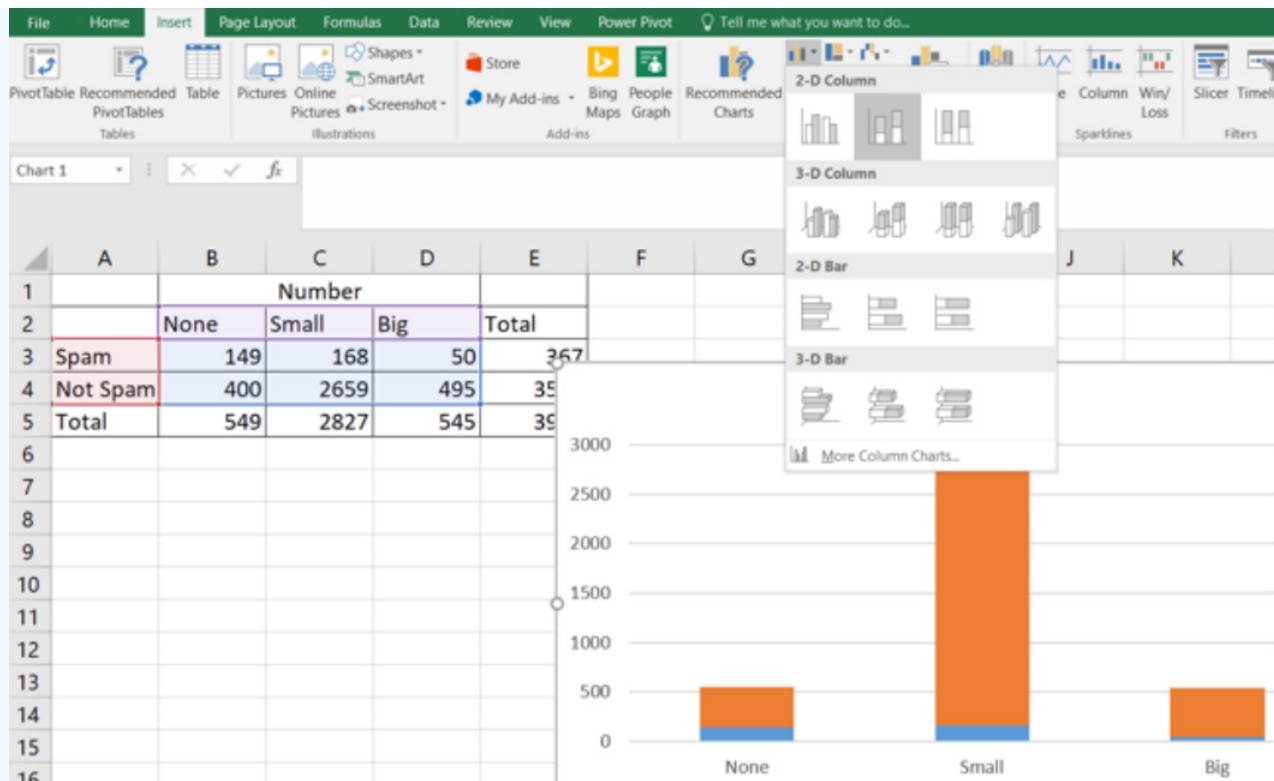 File Home Insert Page Layout Formulas Data Review View Power Pivot Tell me what you want to do...
PivotTable Recommended PivotTables Table Pictures Online Pictures Shapes SmartArt Screenshot Store My Add-ins Bing Maps People Graph Recommended Charts Column Win/ Loss Slicer
Tables Illustrations Add-ins Sparklines Filters
2-D Column
3-D Column
2-D Bar
3-D Bar
More Column Charts...
Chart 1 fx
A B C D E F G J K
1 Number
2 None Small Big Total
3 Spam 149 168 50 367
4 Not Spam 400 2659 495 35
5 Total 549 2827 545 39
6
7
8
9
10
11
12
13
14
15
16
3000
2500
2000
1500
1000
500
0
None Small Big